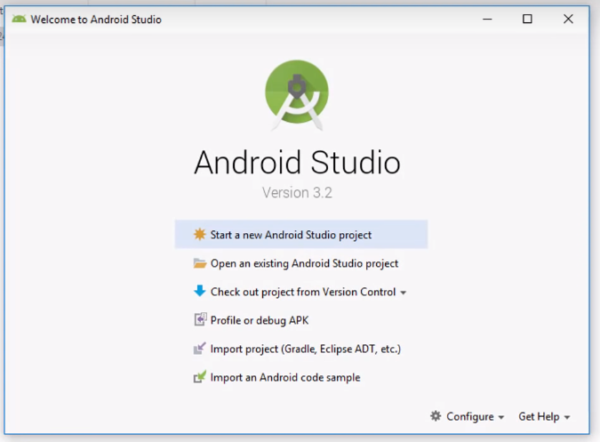 Welcome to Android Studio
Android Studio
Version 3.2
Start a new Android Studio project
Open an existing Android Studio project
Check out project from Version Control
Profile or debug APK
Import project (Gradle, Eclipse ADT, etc.)
Import an Android code sample
Configure Get Help